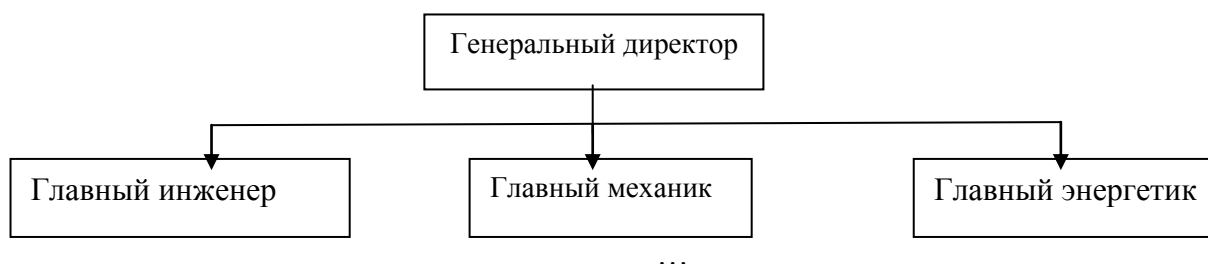 Генеральный директор
Главный инженер
Главный механик
Главный энергетик
...